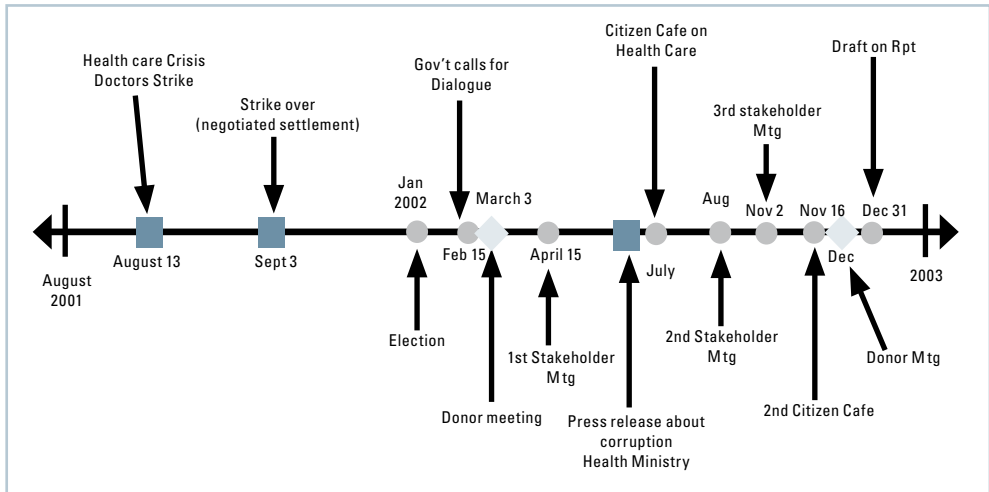 Health care Crisis
Doctors Strike
Strike over
(negotiated settlement)
Gov't calls for
Dialogue
Citizen Cafe on
Health Care
3rd stakeholder
Mtg
Draft on Rpt
Jan
2002
March 3
Aug
Nov 2
Nov 16
Dec 31
August
2001
August 13
Sept 3
Feb 15
April 15
July
Dec
2003
Election
Donor meeting
1st Stakeholder
Mtg
Press release about
corruption
Health Ministry
2nd Stakeholder
Mtg
2nd Citizen Cafe
Donor Mtg